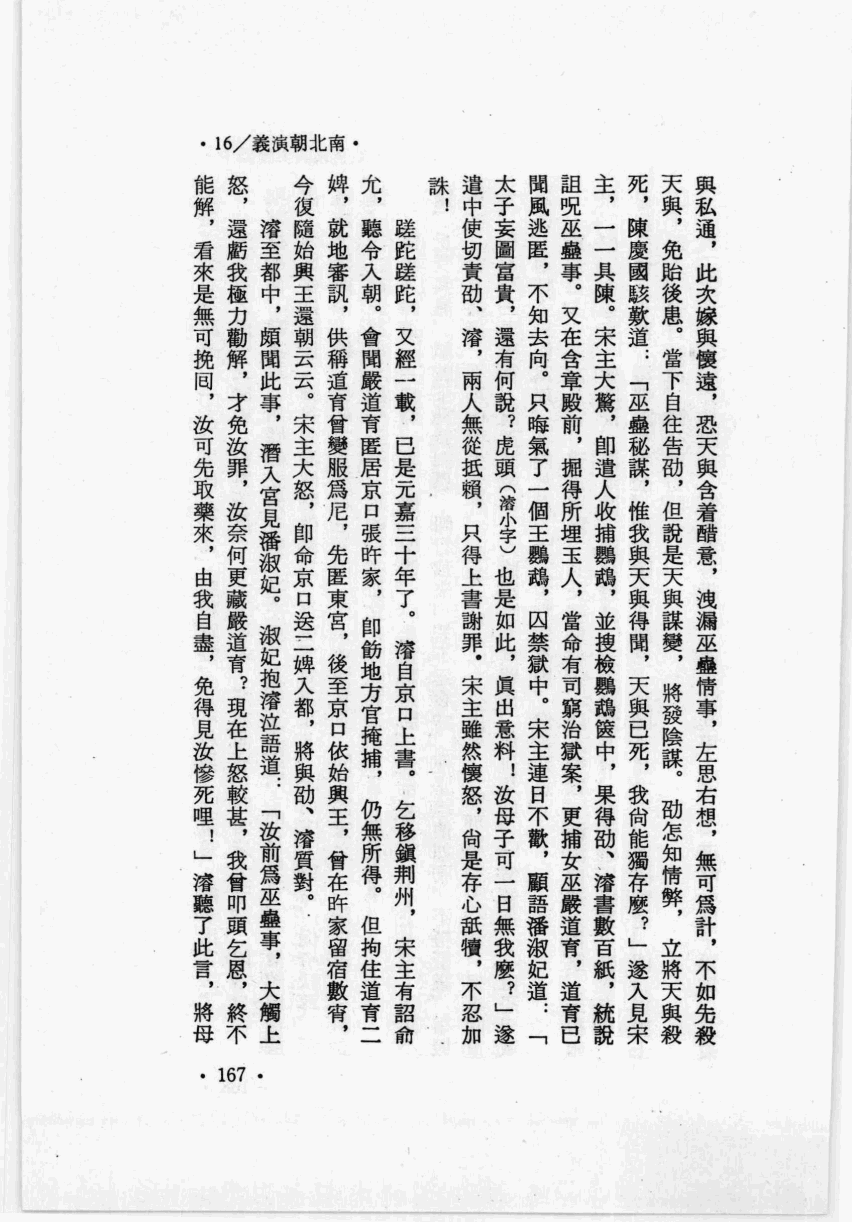 ·南北朝演義／16·
與私通，此次嫁與懷遠，恐天與含着醋意，洩漏巫蠱情事，左思右想，無可爲計，不如先殺
天與，免貽後患。當下自往告劭，但說是天與謀變，將發陰謀。劭怎知情弊，立將天與殺
死，陳慶國駭歎道：「巫蠱秘謀，惟我與天與得聞，天與已死，我尙能獨存麽？」遂入見宋
主，一一具陳。宋主大驚，卽遣人收捕鸚鵡，並搜檢鸚鵡篋中，果得劭、濬書數百紙，統說
詛呪巫蠱事。又在含章殿前，掘得所埋玉人，當命有司窮治獄案，更捕女巫嚴道育，道育已
聞風逃匿，不知去向。只晦氣了一個王鸚鵡，囚禁獄中。宋主連日不歡，顧語潘淑妃道：「
太子妄圖富貴，還有何說？虎頭（濬小字）也是如此，眞出意料！汝母子可一日無我麽？」遂
遣中使切責劭、濬，兩人無從抵賴，只得上書謝罪。宋主雖然懷怒，尙是存心舐犢，不忍加
誅！
蹉跎蹉跎，又經一載，已是元嘉三十年了。濬自京口上書。乞移鎭荆州，宋主有詔俞
允，聽令入朝。會聞嚴道育匿居京口張旿家，卽飭地方官掩捕，仍無所得。但拘住道育二
婢，就地審訊，供稱道育曾變服爲尼，先匿東宮，後至京口依始興王，曾在旿家留宿數宵，
今復隨始興王還朝云云。宋主大怒，卽命京口送二婢入都，將與劭、濬質對。
濬至都中，頗聞此事，潛入宮見潘淑妃。淑妃抱濬泣語道：「汝前爲巫蠱事，大觸上
怒，還虧我極力勸解，才免汝罪，汝奈何更藏嚴道育？現在上怒較甚，我曾叩頭乞恩，終不
能解，看來是無可挽囘，汝可先取藥來，由我自盡，免得見汝慘死哩！」濬聽了此言，將母
·167·